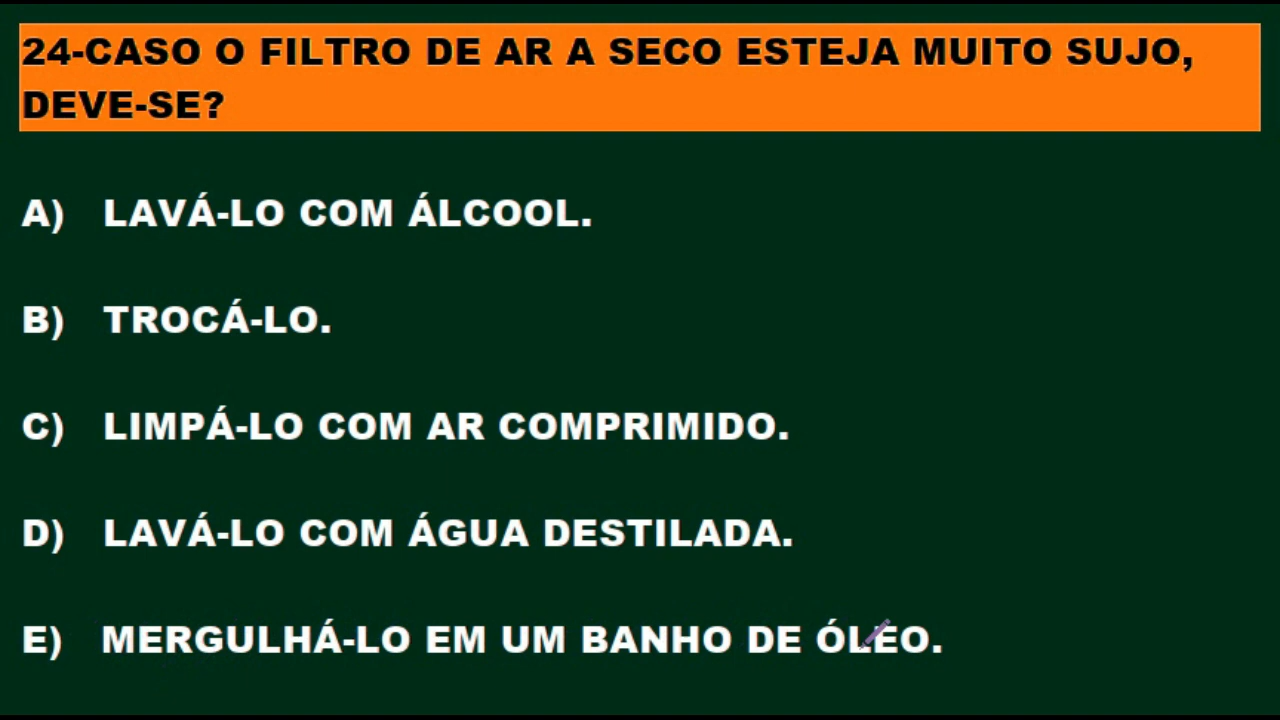 24-CASO O FILTRO DE AR A SECO ESTEJA MUITO SUJO,
DEVE-SE?
A) LAVÁ-LO COM ÁLCOOL.
B) TROCÁ-LO.
C) LIMPÁ-LO COM AR COMPRIMIDO.
D) LAVÁ-LO COM ÁGUA DESTILADA.
E) MERGULHÁ-LO EM UM BANHO DE ÓLEO.